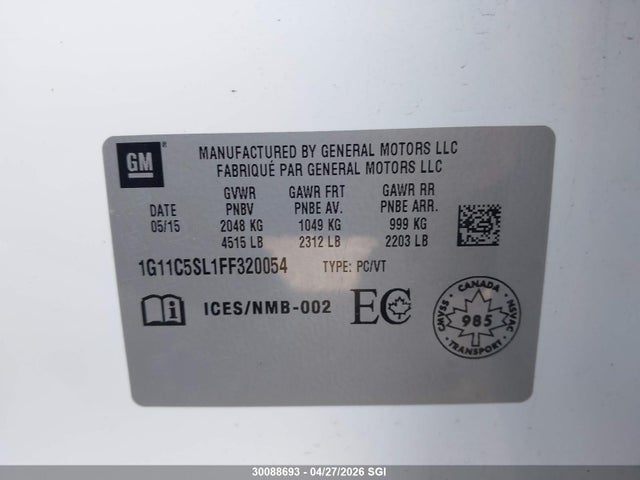 GM
MANUFACTURED BY GENERAL MOTORS LLC
FABRIQUÉ PAR GENERAL MOTORS LLC
GVWR GAWR FRT GAWR RR
DATE PNBV PNBE AV. PNBE ARR.
05/15 2048 KG 1049 KG 999 KG
4515 LB 2312 LB 2203 LB
1G11C5SL1FF320054 TYPE: PC/VT
i ICES/NMB-002 EC
CANADA
CMVSS 985 NSVAC
TRANSPORT
30088693 - 04/27/2026 SGI